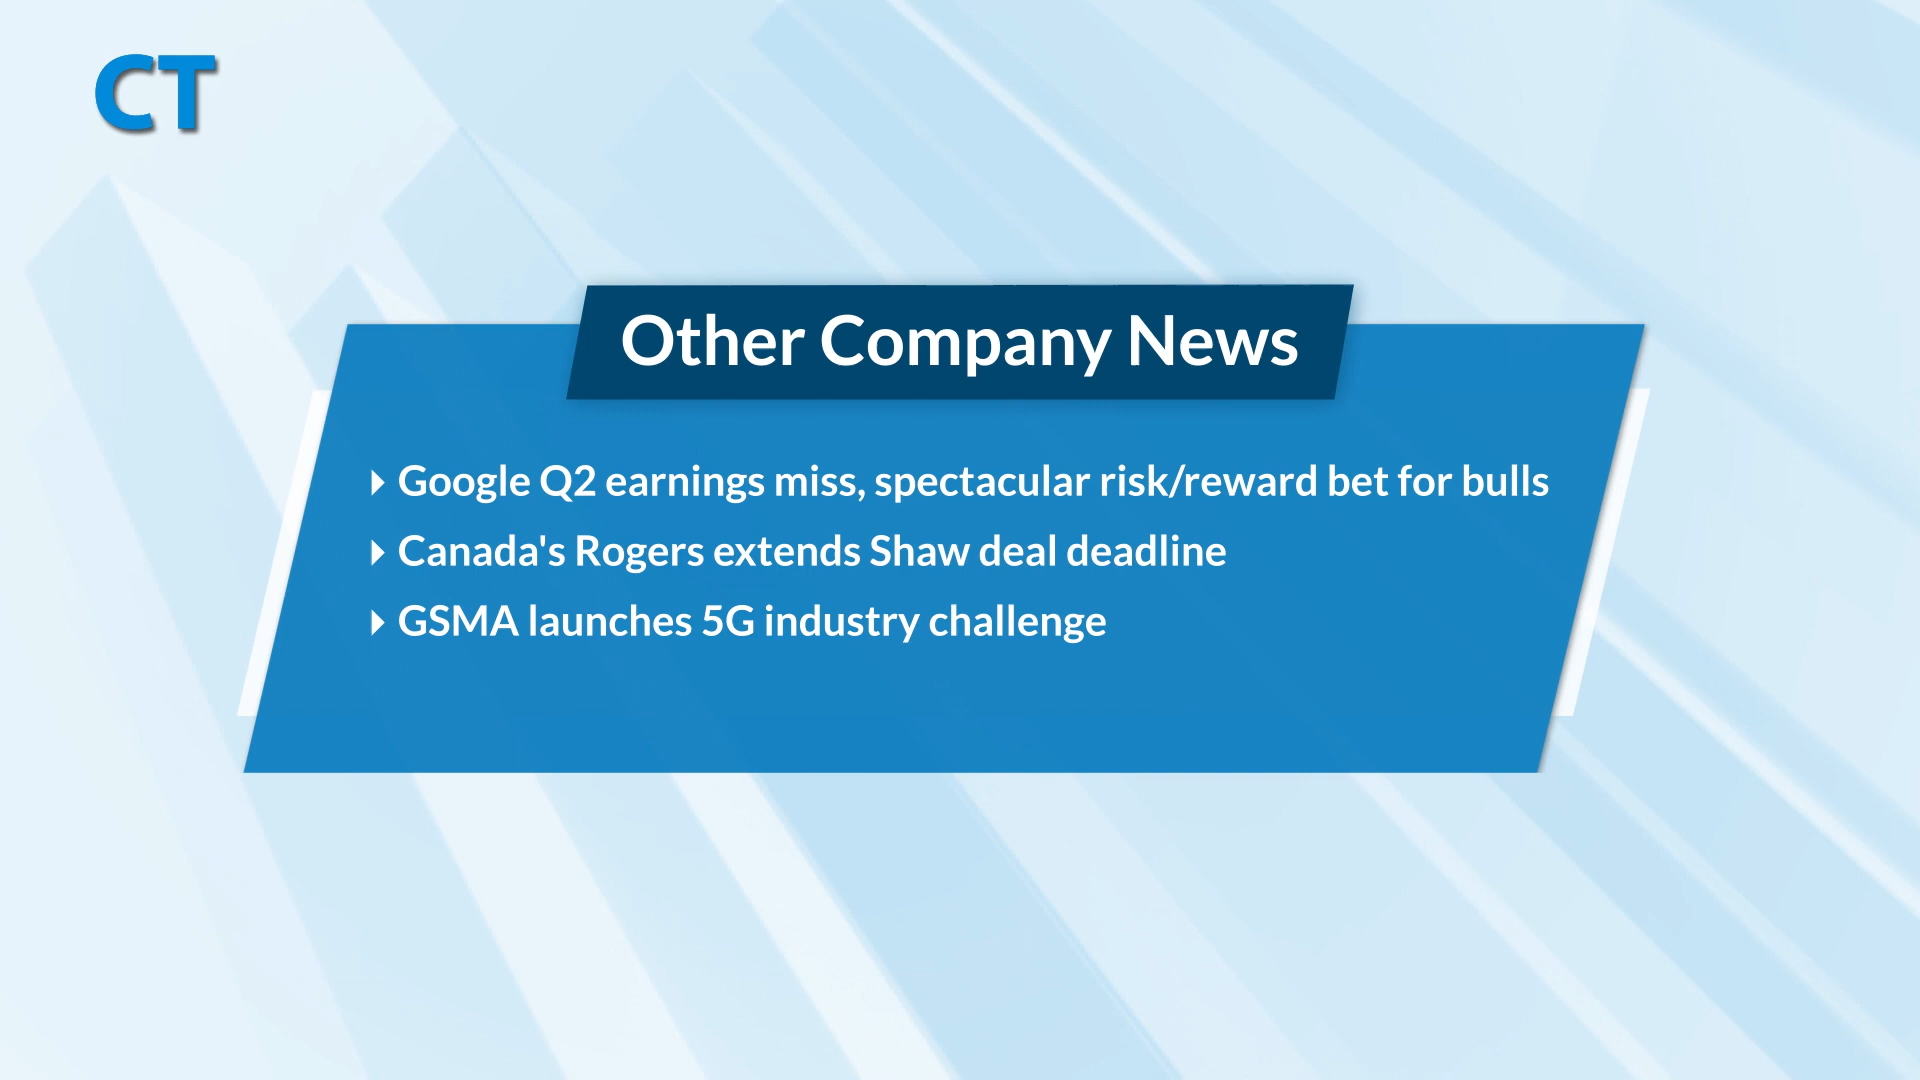 CT
Other Company News
Google Q2 earnings miss, spectacular risk/reward bet for bulls
Canada's Rogers extends Shaw deal deadline
GSMA launches 5G industry challenge